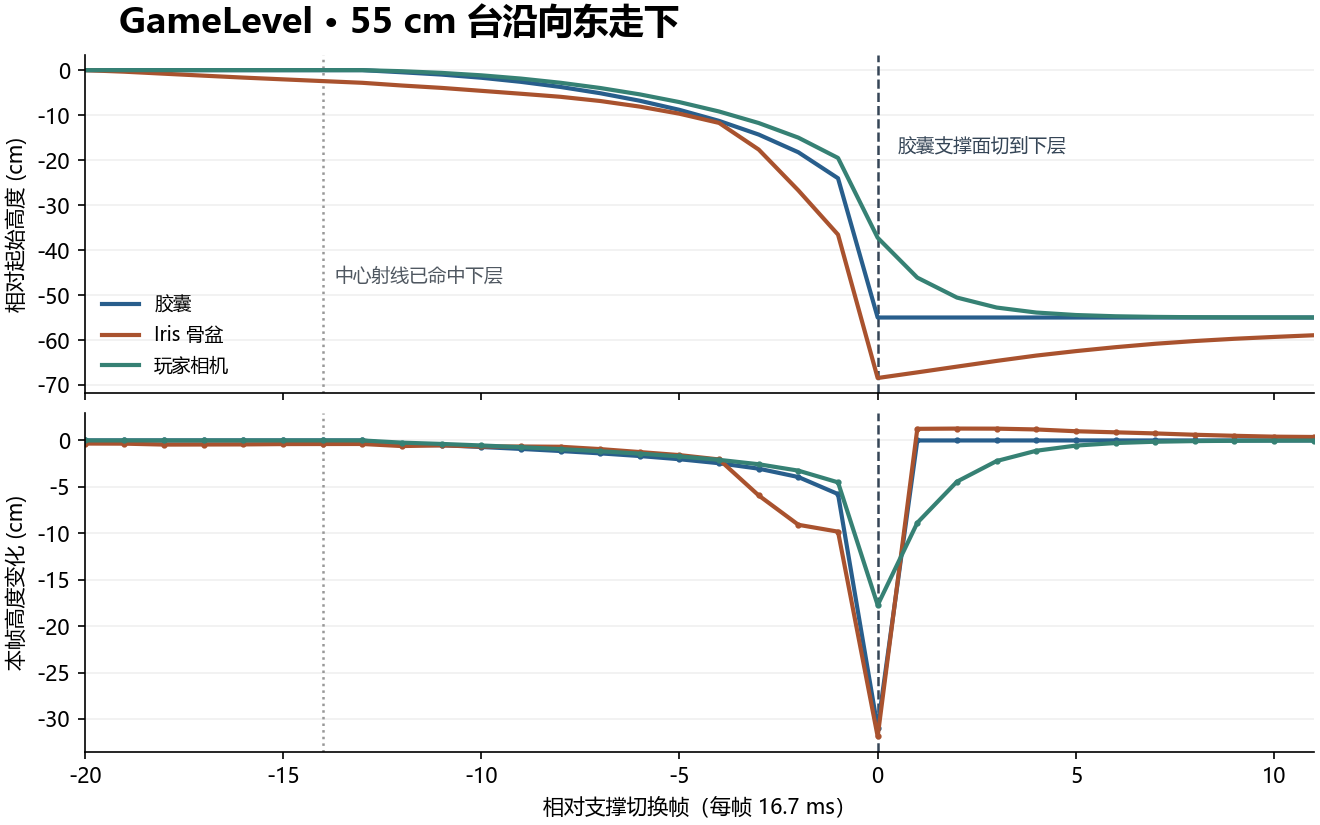 GameLevel • 55 cm 台沿向东走下
相对起始高度 (cm)
0
-10
-20
-30
-40
-50
-60
-70
胶囊支撑面切到下层
中心射线已命中下层
胶囊
Iris 骨盆
玩家相机
本帧高度变化 (cm)
0
-5
-10
-15
-20
-25
-30
-20
-15
-10
-5
0
5
10
相对支撑切换帧（每帧 16.7 ms）